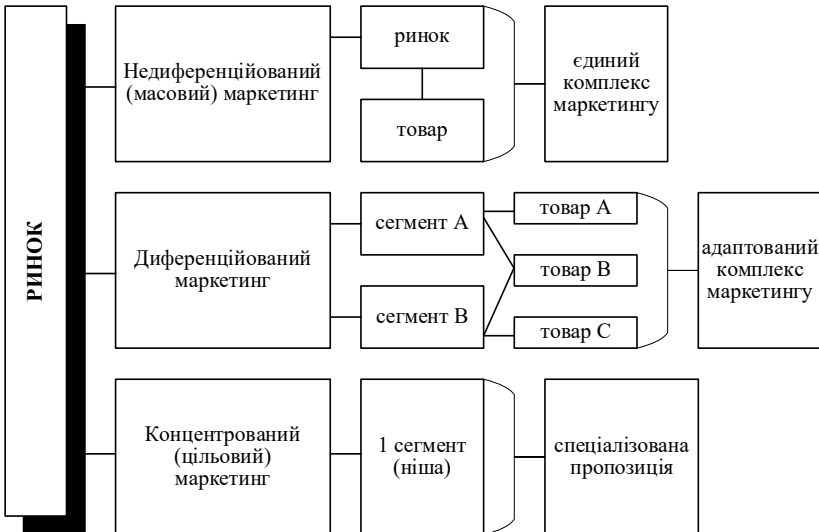 РИНОК
Недиференційований
(масовий) маркетинг
ринок
товар
єдиний
комплекс
маркетингу
Диференційований
маркетинг
сегмент А
сегмент В
товар А
товар В
товар С
адаптований
комплекс
маркетингу
Концентрований
(цільовий)
маркетинг
1 сегмент
(ніша)
спеціалізована
пропозиція